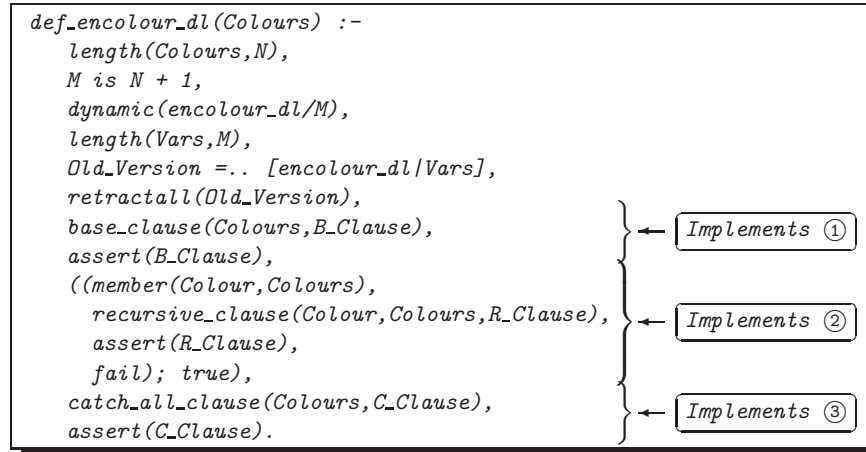 def_encolour_dl(Colours) :-
length(Colours,N),
M is N + 1,
dynamic(encolour_dl/M),
length(Vars,M),
Old_Version =.. [encolour_dl|Vars],
retractall(Old_Version),
base_clause(Colours,B_Clause), Implements ①
assert(B_Clause),
((member(Colour,Colours),
recursive_clause(Colour,Colours,R_Clause), Implements ②
assert(R_Clause),
fail); true),
catch_all_clause(Colours,C_Clause), Implements ③
assert(C_Clause).